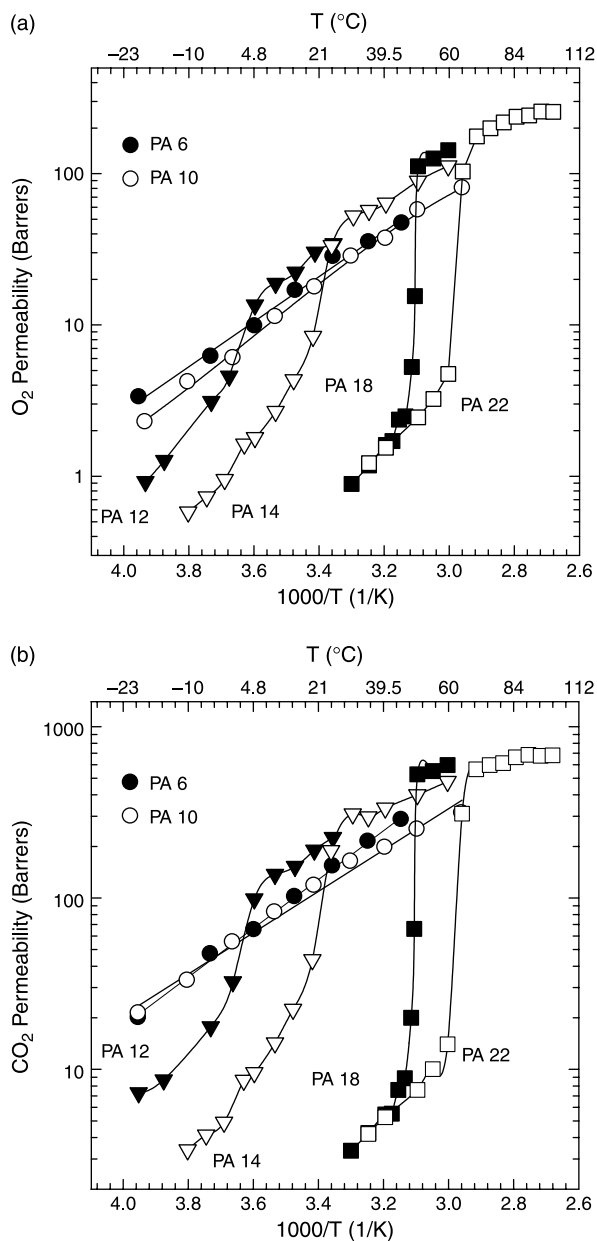 (a)
T (°C)
−23 −10 4.8 21 39.5 60 84 112
PA 6
PA 10
100
10
1
O2 Permeability (Barrers)
PA 18
PA 22
PA 12
PA 14
4.0 3.8 3.6 3.4 3.2 3.0 2.8 2.6
1000/T (1/K)
(b)
T (°C)
−23 −10 4.8 21 39.5 60 84 112
1000
PA 6
PA 10
100
10
CO2 Permeability (Barrers)
PA 12
PA 18
PA 22
PA 14
4.0 3.8 3.6 3.4 3.2 3.0 2.8 2.6
1000/T (1/K)